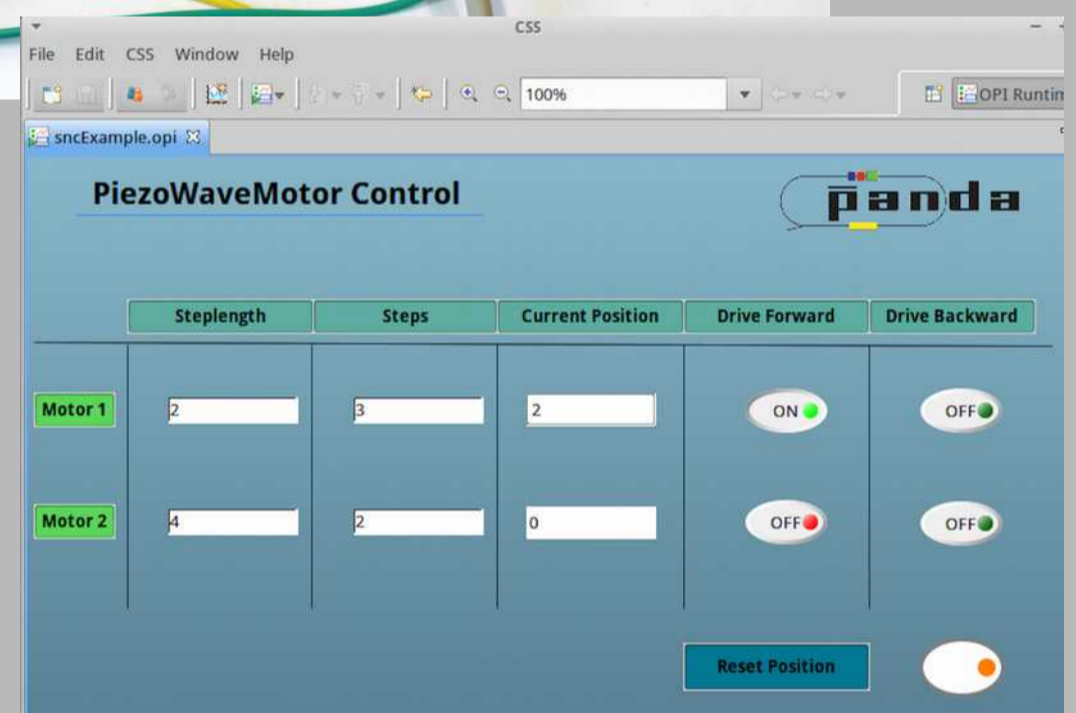 CSS
File Edit CSS Window Help
100%
OPI Runtim
sncExample.opi
PiezoWaveMotor Control
p̄anda
Steplength Steps Current Position Drive Forward Drive Backward
Motor 1 2 3 2 ON OFF
Motor 2 4 2 0 OFF OFF
Reset Position